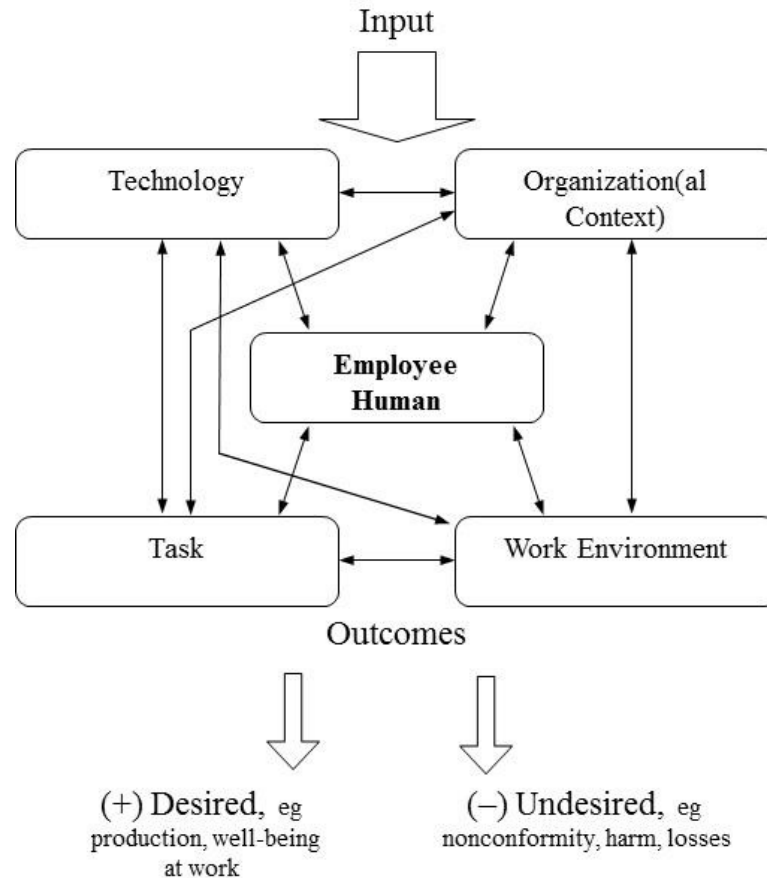 Input
Technology
Organization(al
Context)
Employee
Human
Task
Work Environment
Outcomes
(+) Desired, eg
production, well-being
at work
(–) Undesired, eg
nonconformity, harm, losses